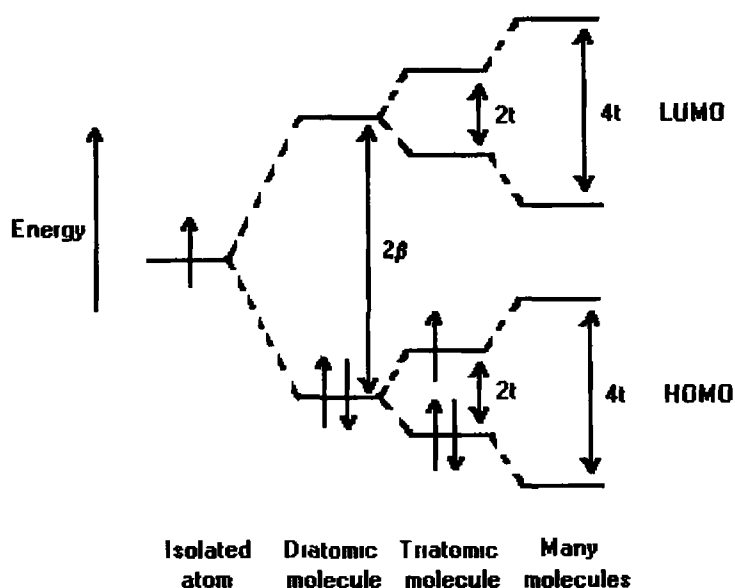 2t
4t LUMO
Energy
2β
2t
4t HOMO
Isolated atom
Diatomic molecule
Triatomic molecule
Many molecules